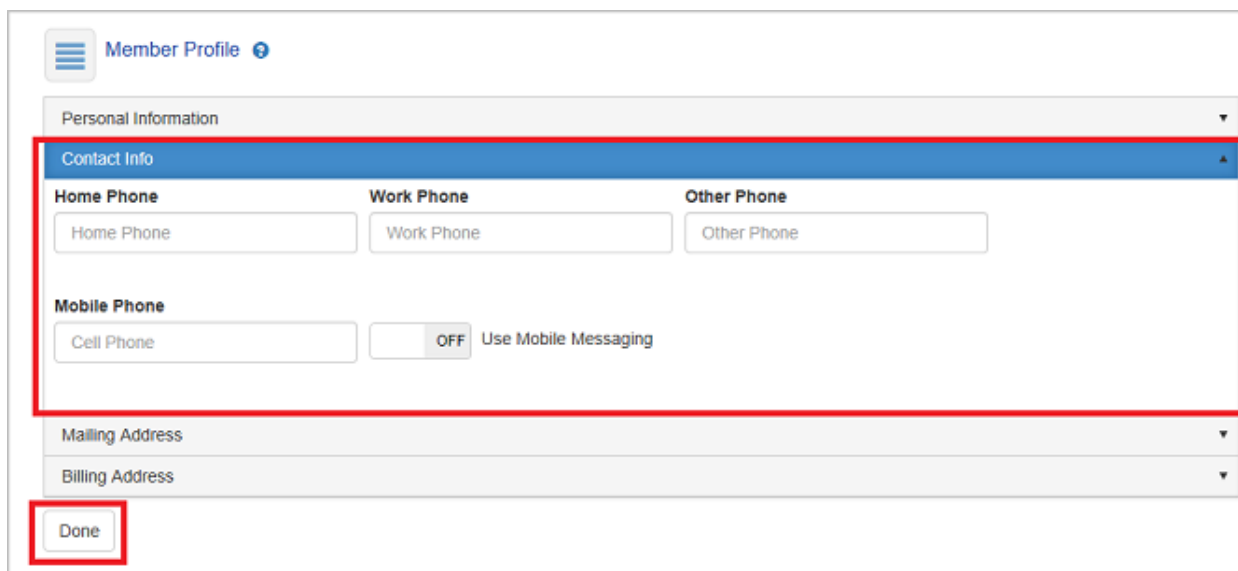 Member Profile
Personal Information
Contact Info
Home Phone Work Phone Other Phone
Home Phone Work Phone Other Phone
Mobile Phone
Cell Phone OFF Use Mobile Messaging
Mailing Address
Billing Address
Done